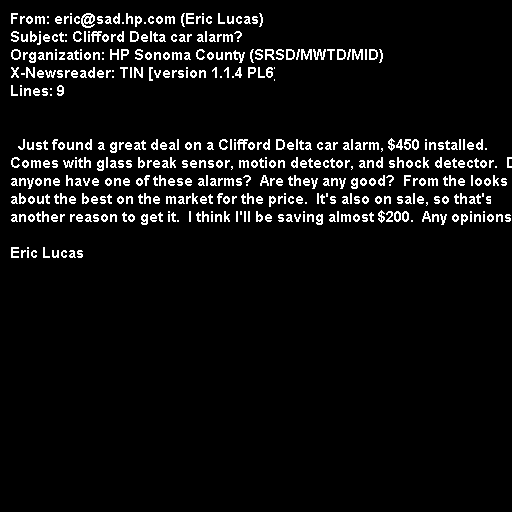 From: eric@sad.hp.com (Eric Lucas)
Subject: Clifford Delta car alarm?
Organization: HP Sonoma County (SRSD/MWTD/MID)
X-Newsreader: TIN [version 1.1.4 PL6]
Lines: 9
Just found a great deal on a Clifford Delta car alarm, $450 installed.
Comes with glass break sensor, motion detector, and shock detector.
anyone have one of these alarms? Are they any good? From the looks
about the best on the market for the price. It's also on sale, so that's
another reason to get it. I think I'll be saving almost $200. Any opinions
Eric Lucas